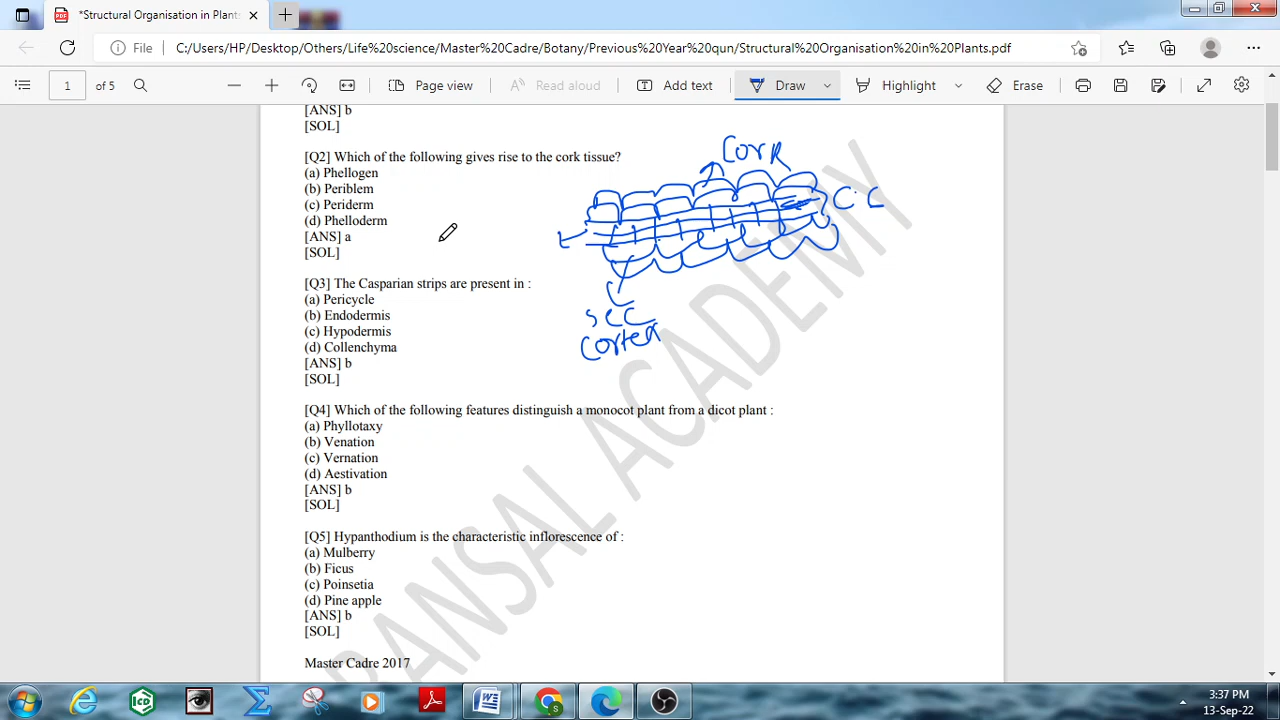 *Structural Organisation in Plants
File
C:/Users/HP/Desktop/Others/Life%20science/Master%20Cadre/Botany/Previous%20Year%20qun/Structural%20Organisation%20in%20Plants.pdf
1 of 5
Page view
Read aloud
Add text
Draw
Highlight
Erase
[ANS] b
[SOL]
[Q2] Which of the following gives rise to the cork tissue?
(a) Phellogen
(b) Periblem
(c) Periderm
(d) Phelloderm
[ANS] a
[SOL]
Cork
C.C
Sec
Cortex
[Q3] The Casparian strips are present in :
(a) Pericycle
(b) Endodermis
(c) Hypodermis
(d) Collenchyma
[ANS] b
[SOL]
[Q4] Which of the following features distinguish a monocot plant from a dicot plant :
(a) Phyllotaxy
(b) Venation
(c) Vernation
(d) Aestivation
[ANS] b
[SOL]
[Q5] Hypanthodium is the characteristic inflorescence of :
(a) Mulberry
(b) Ficus
(c) Poinsetia
(d) Pine apple
[ANS] b
[SOL]
Master Cadre 2017
BANSAL ACADEMY
3:37 PM
13-Sep-22